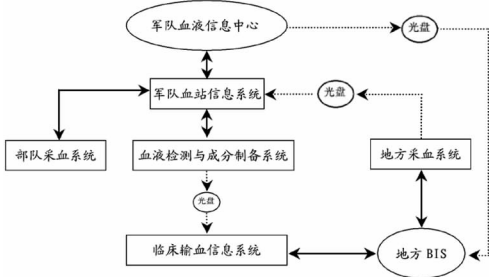 军队血液信息中心
光盘
军队血站信息系统
光盘
部队采血系统
血液检测与成分制备系统
地方采血系统
光盘
临床输血信息系统
地方 BIS